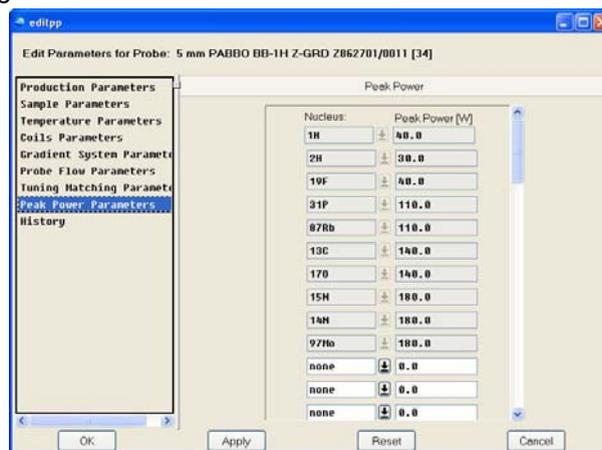 editpp
Edit Parameters for Probe: 5 mm PABBO BB-1H Z-GRD Z862701/0011 [34]
Production Parameters
Sample Parameters
Temperature Parameters
Coils Parameters
Gradient System Paramete
Probe Flow Parameters
Tuning Matching Paramete
Peak Power Parameters
History
Peak Power
Nucleus: Peak Power [W]
1H 40.0
2H 30.0
19F 40.0
31P 110.0
87Rb 110.0
13C 140.0
17O 140.0
15N 180.0
14N 180.0
97Mo 180.0
none 0.0
none 0.0
none 0.0
OK Apply Reset Cancel